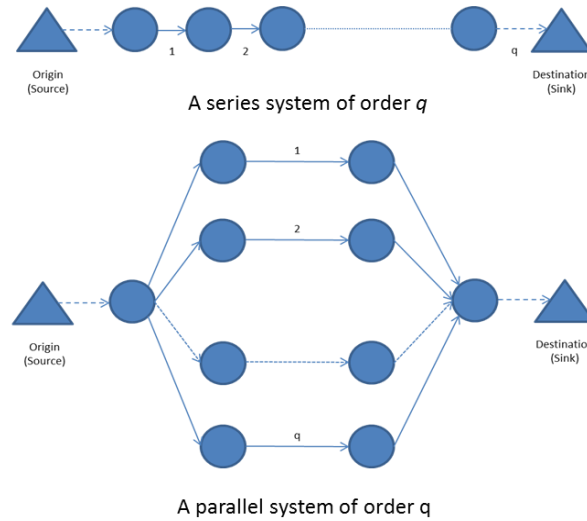 1
2
q
Origin
(Source)
Destination
(Sink)
A series system of order q
1
2
Origin
(Source)
Destination
(Sink)
q
A parallel system of order q